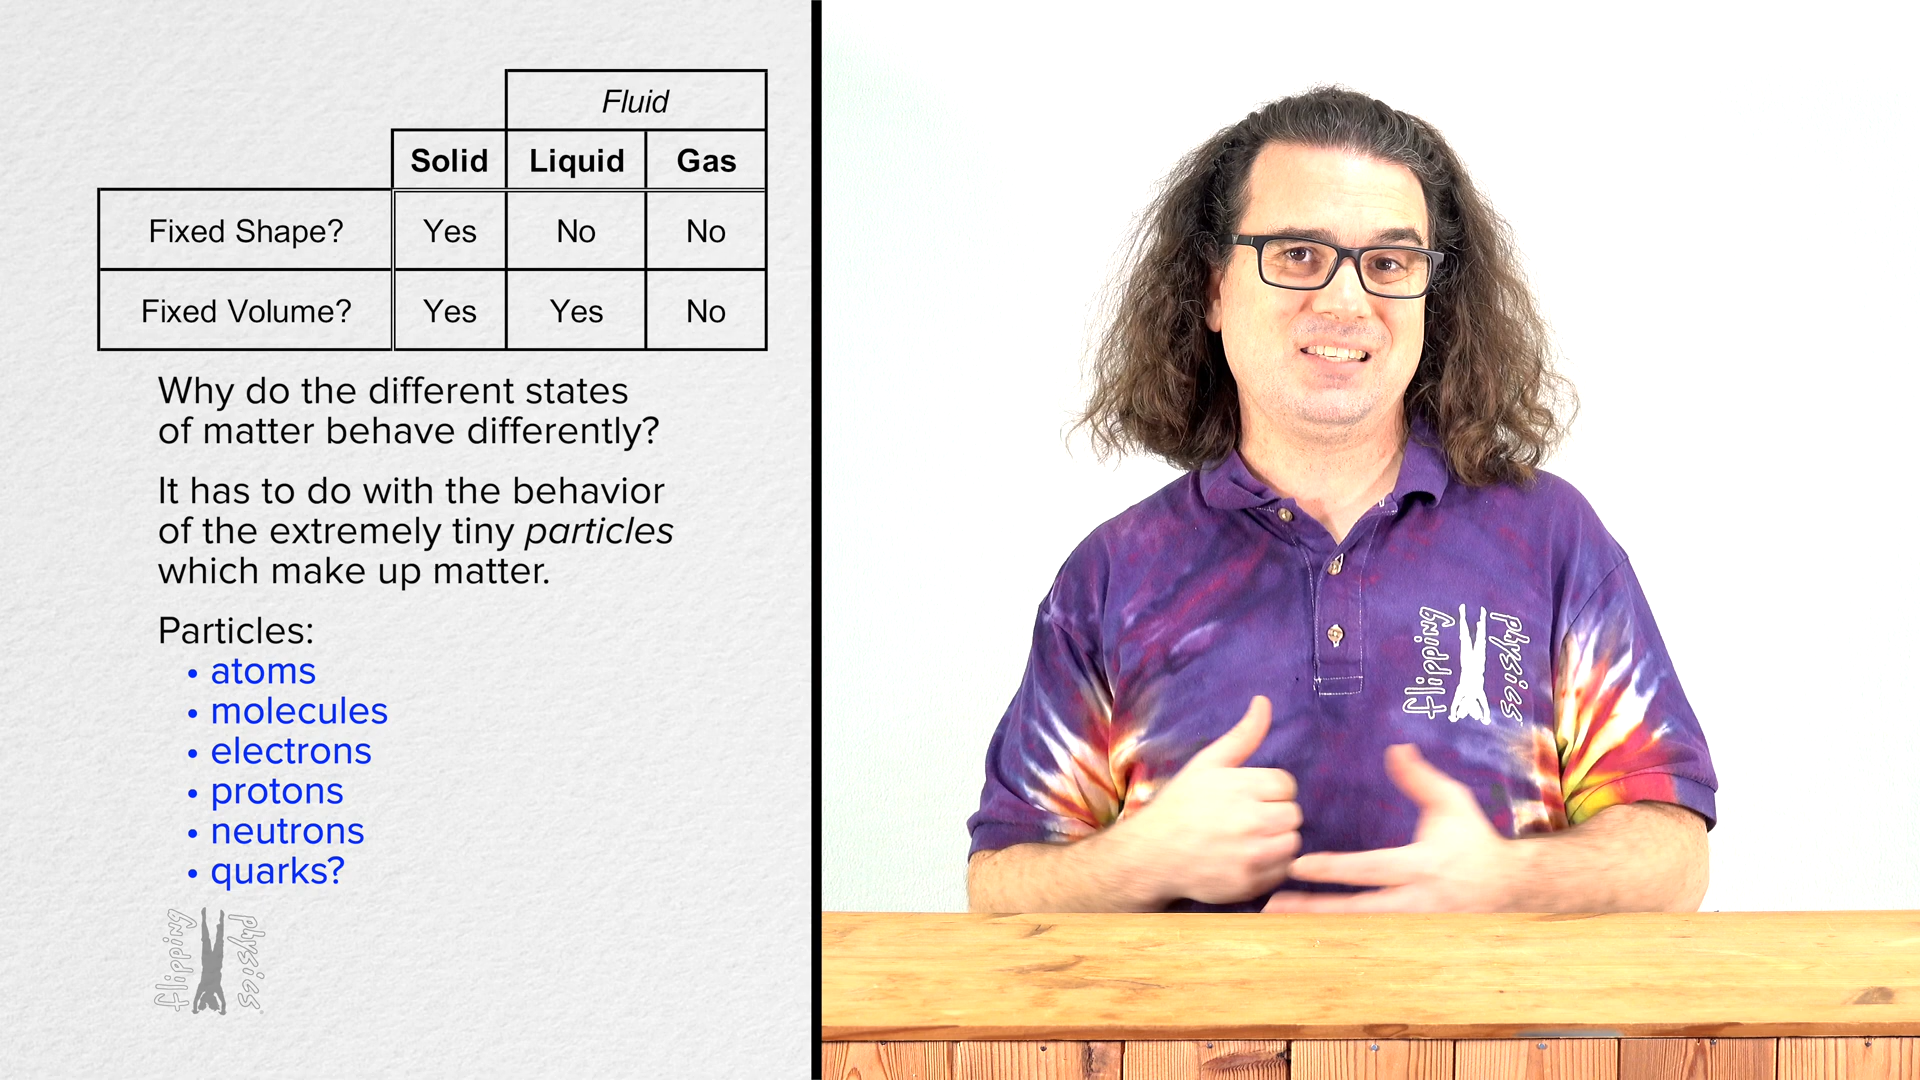 Fluid
Solid Liquid Gas
Fixed Shape? Yes No No
Fixed Volume? Yes Yes No
Why do the different states
of matter behave differently?
It has to do with the behavior
of the extremely tiny particles
which make up matter.
Particles:
• atoms
• molecules
• electrons
• protons
• neutrons
• quarks?
flipping physics
flipping physics